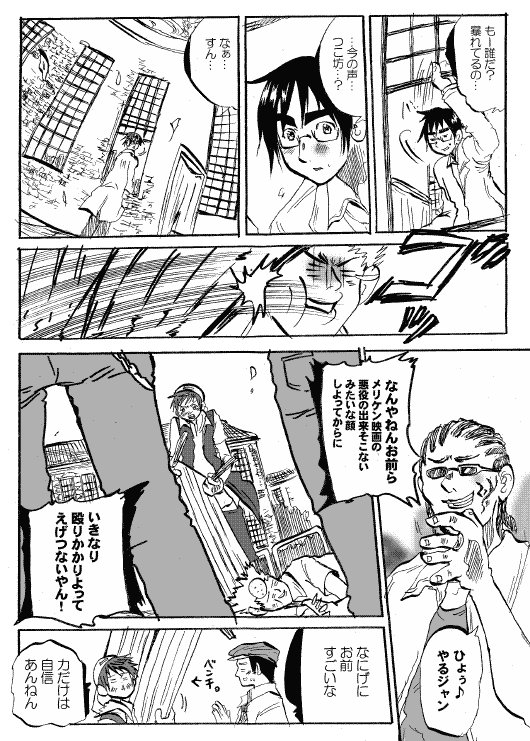 もー誰だ？
暴れてるの…
…今の声…
つこ坊…？
なぁ…
すん…
なんやねんお前ら
メリケン映画の
悪役の出来そこない
みたいな顔
しよってからに
いきなり
殴りかかりよって
えげつないやん！
ひょぅ♪
やるジャン
なにげに
お前
すごいな
ベンチ。
力だけは
自信
あんねん